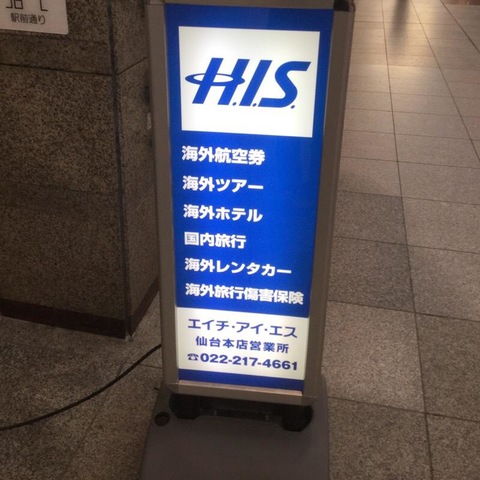 駅前通り
H.I.S.
海外航空券
海外ツアー
海外ホテル
国内旅行
海外レンタカー
海外旅行傷害保険
エイチ・アイ・エス
仙台本店営業所
☎022-217-4661